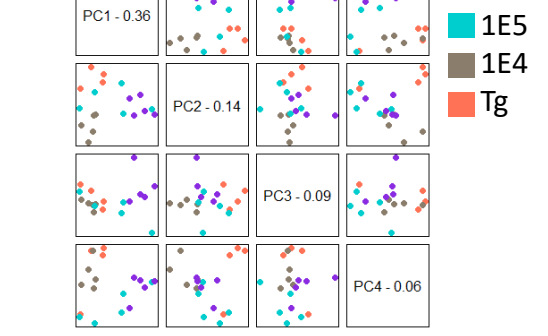 PC1 - 0.36
1E5
1E4
Tg
PC2 - 0.14
PC3 - 0.09
PC4 - 0.06